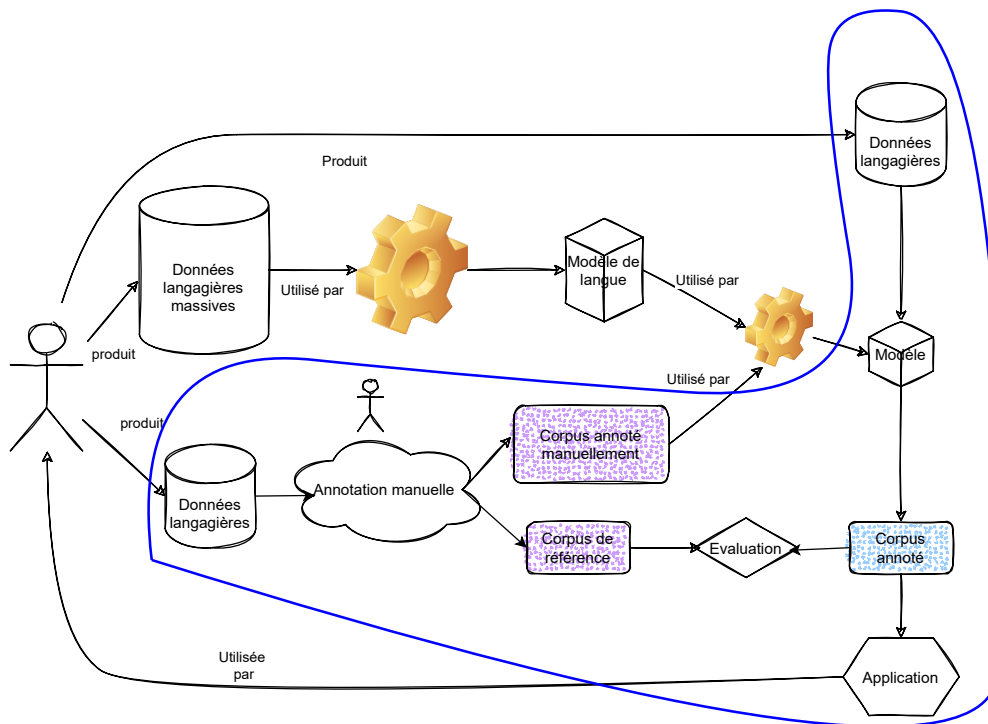 Données
langagières
Produit
Données
langagières
massives
Utilisé par
Modèle de
langue
Utilisé par
produit
Modèle
Utilisé par
produit
Corpus annoté
manuellement
Annotation manuelle
Données
langagières
Corpus de
référence
Evaluation
Corpus
annoté
Utilisée
par
Application